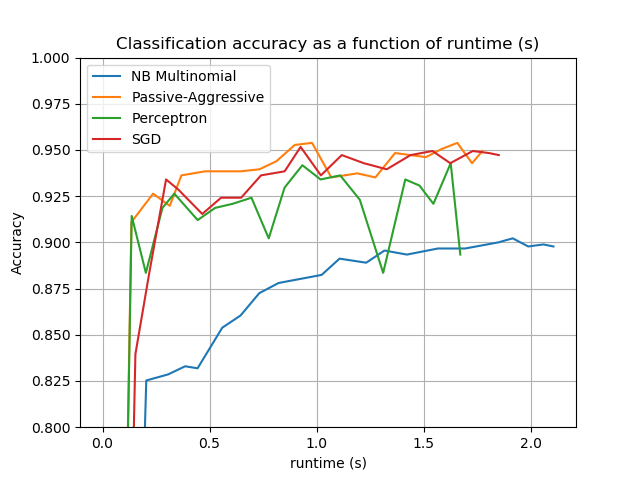 Classification accuracy as a function of runtime (s)
NB Multinomial
Passive-Aggressive
Perceptron
SGD
Accuracy
1.000
0.975
0.950
0.925
0.900
0.875
0.850
0.825
0.800
0.0 0.5 1.0 1.5 2.0
runtime (s)